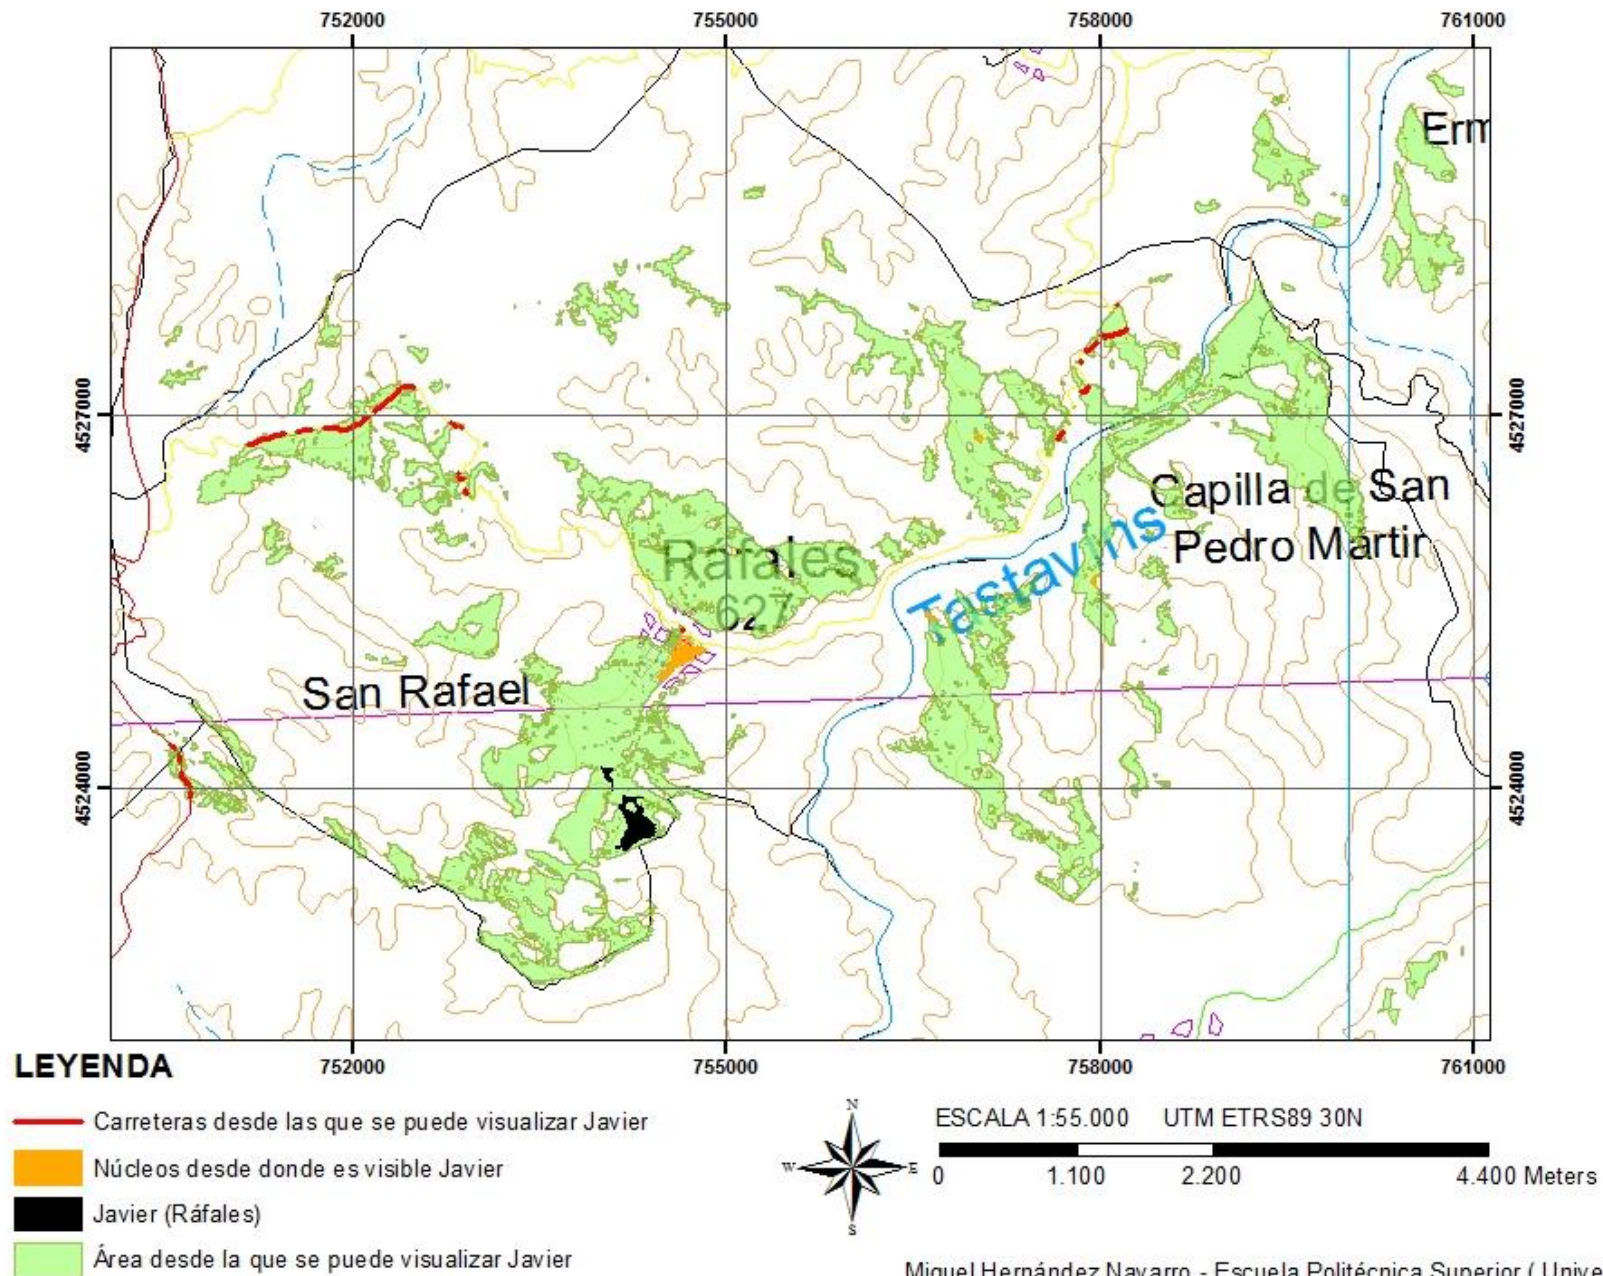 752000 755000 758000 761000
Erm
4527000 4527000
Capilla de San
Pedro Mártir
Ráfales
627
Tastavins
San Rafael
4524000 4524000
752000 755000 758000 761000
LEYENDA
Carreteras desde las que se puede visualizar Javier
Núcleos desde donde es visible Javier
Javier (Ráfales)
Área desde la que se puede visualizar Javier
N
W E
S
ESCALA 1:55.000 UTM ETRS89 30N
0 1.100 2.200 4.400 Meters
Miguel Hernández Navarro - Escuela Politécnica Superior ( Unive